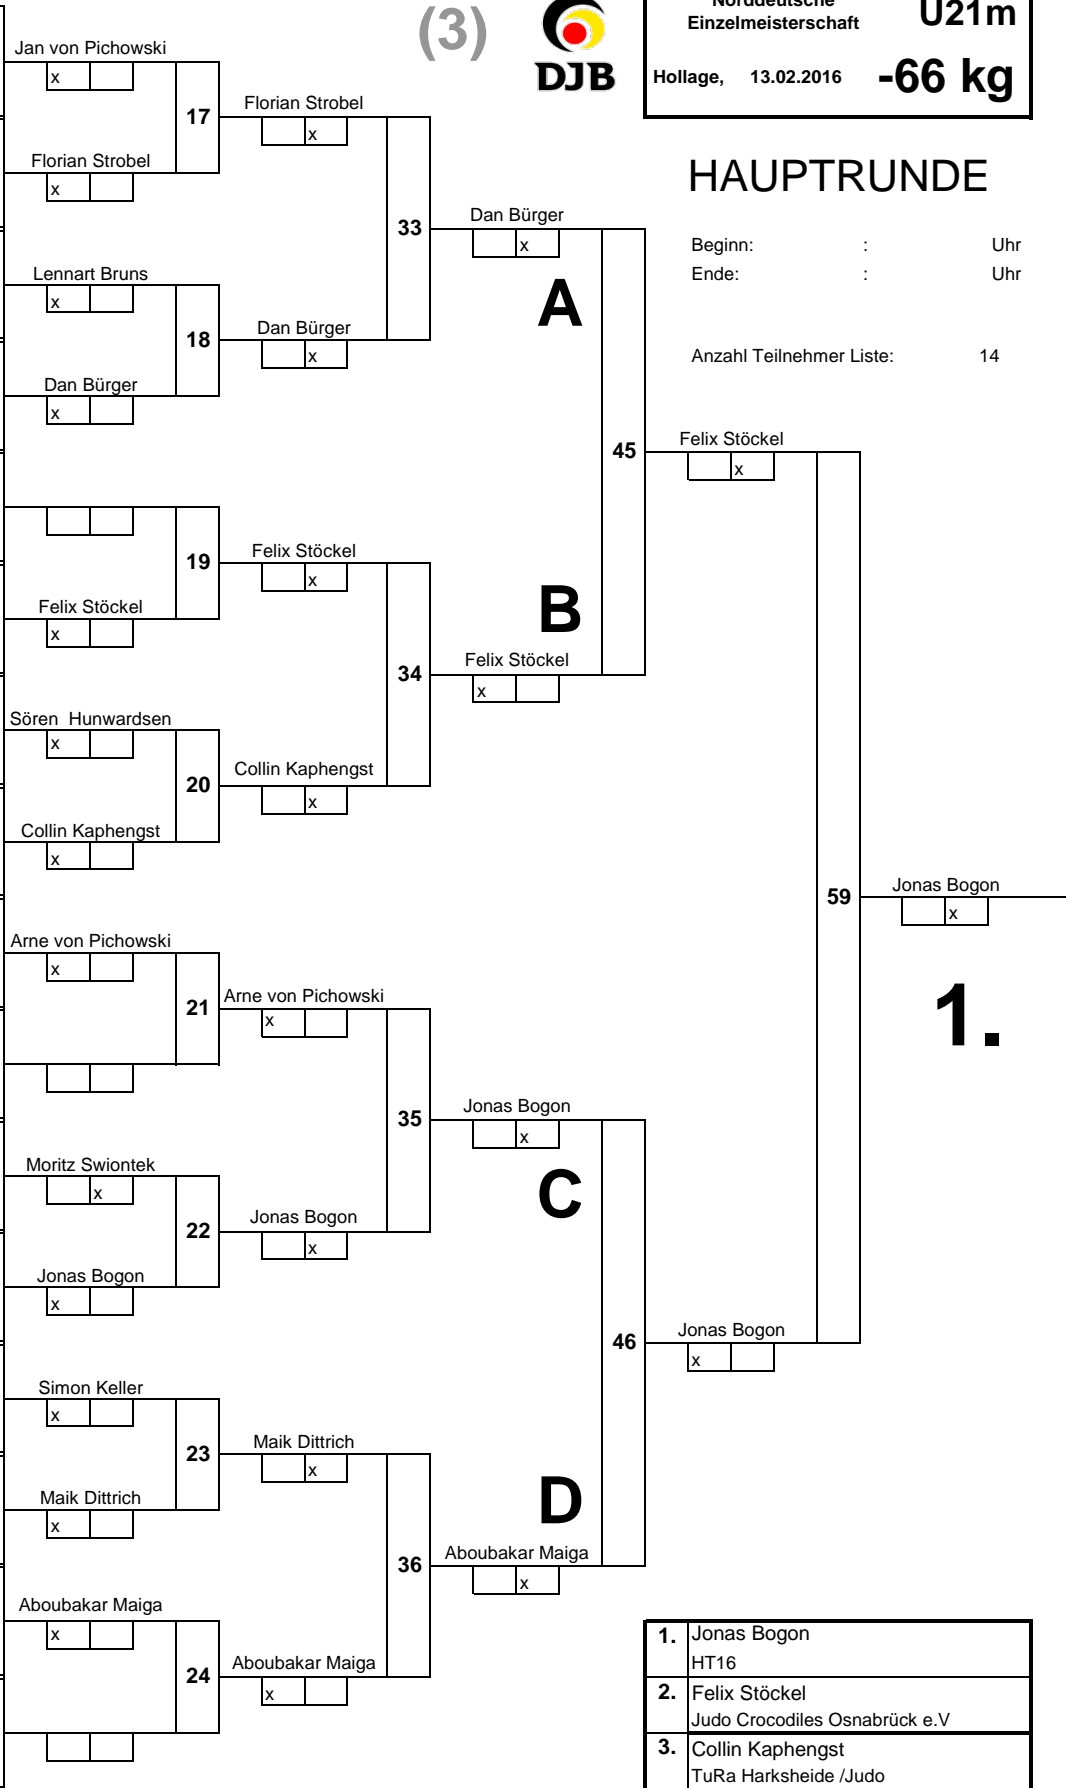 (3)
DJB
Norddeutsche
Einzelmeisterschaft
U21m
Hollage, 13.02.2016
-66 kg
HAUPTRUNDE
Beginn: : Uhr
Ende: : Uhr
Anzahl Teilnehmer Liste: 14
Jan von Pichowski
x
17
Florian Strobel
x
Florian Strobel
x
33
Dan Bürger
x
A
Lennart Bruns
x
18
Dan Bürger
x
Dan Bürger
x
45
Felix Stöckel
x
19
Felix Stöckel
x
Felix Stöckel
x
B
34
Felix Stöckel
x
Sören Hunwardsen
x
20
Collin Kaphengst
x
Collin Kaphengst
x
59
Jonas Bogon
x
1.
Arne von Pichowski
x
21
Arne von Pichowski
x
35
Jonas Bogon
x
C
Moritz Swiontek
x
22
Jonas Bogon
x
Jonas Bogon
x
46
Jonas Bogon
x
Simon Keller
x
23
Maik Dittrich
x
Maik Dittrich
x
D
36
Aboubakar Maiga
x
Aboubakar Maiga
x
24
Aboubakar Maiga
x
1. Jonas Bogon
HT16
2. Felix Stöckel
Judo Crocodiles Osnabrück e.V
3. Collin Kaphengst
TuRa Harksheide /Judo